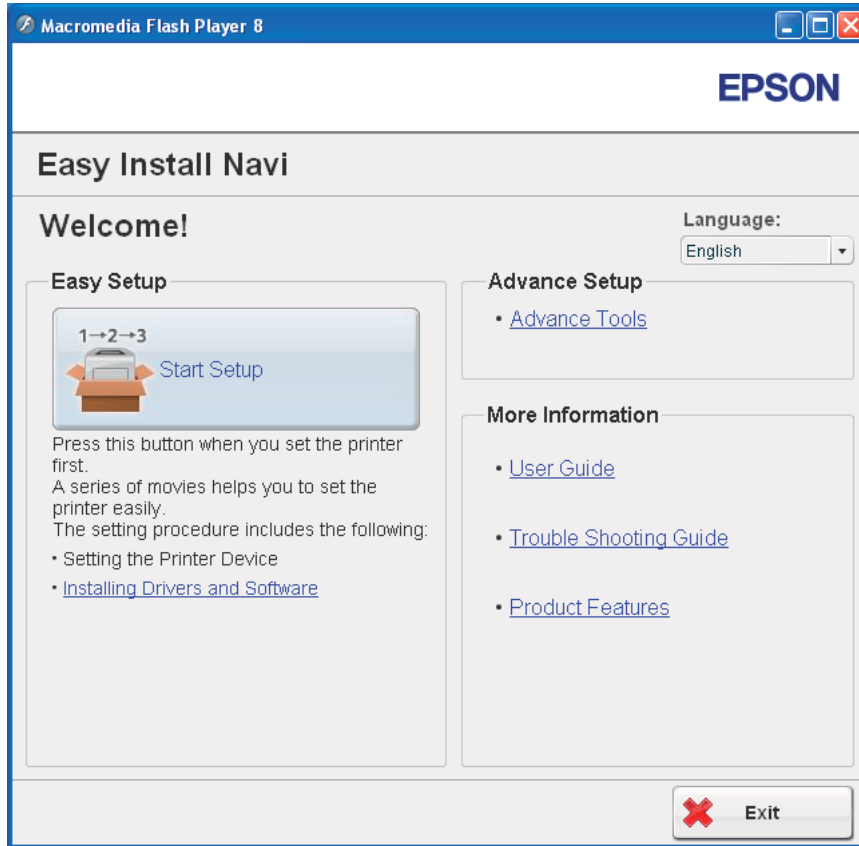 Macromedia Flash Player 8
EPSON
Easy Install Navi
Welcome!
Language:
English
Easy Setup
1→2→3
Start Setup
Press this button when you set the printer
first.
A series of movies helps you to set the
printer easily.
The setting procedure includes the following:
• Setting the Printer Device
• Installing Drivers and Software
Advance Setup
• Advance Tools
More Information
• User Guide
• Trouble Shooting Guide
• Product Features
Exit